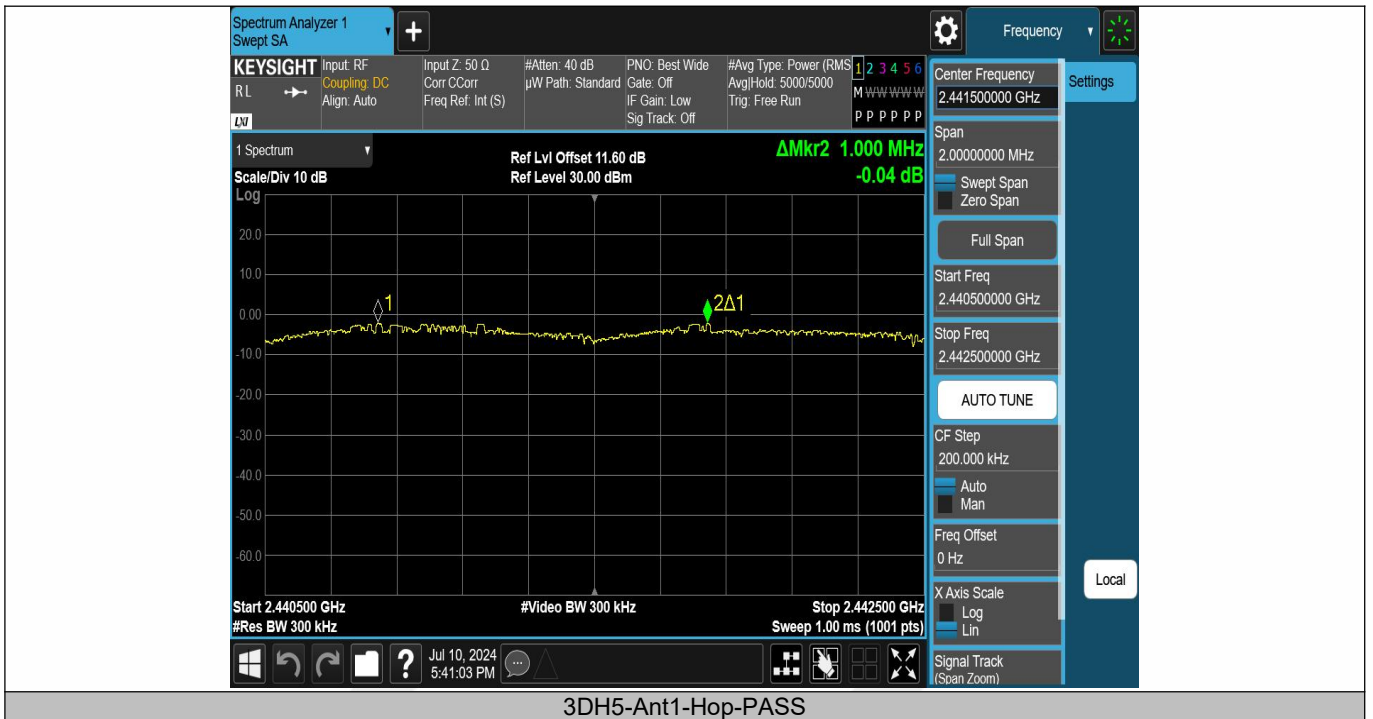 Spectrum Analyzer 1
Swept SA
+
Frequency
KEYSIGHT
RL
LXI
Input: RF
Coupling: DC
Align: Auto
Input Z: 50 Ω
Corr CCorr
Freq Ref: Int (S)
#Atten: 40 dB
µW Path: Standard
PNO: Best Wide
Gate: Off
IF Gain: Low
Sig Track: Off
#Avg Type: Power (RMS
Avg|Hold: 5000/5000
Trig: Free Run
1 2 3 4 5 6
M W W W W W
P P P P P P
Center Frequency
2.441500000 GHz
Settings
Span
2.00000000 MHz
Swept Span
Zero Span
Full Span
Start Freq
2.440500000 GHz
Stop Freq
2.442500000 GHz
AUTO TUNE
CF Step
200.000 kHz
Auto
Man
Freq Offset
0 Hz
X Axis Scale
Log
Lin
Signal Track
(Span Zoom)
Local
1 Spectrum
Scale/Div 10 dB
Ref Lvl Offset 11.60 dB
Ref Level 30.00 dBm
ΔMkr2 1.000 MHz
-0.04 dB
Log
20.0
10.0
0.00
-10.0
-20.0
-30.0
-40.0
-50.0
-60.0
1
2Δ1
Start 2.440500 GHz
#Video BW 300 kHz
Stop 2.442500 GHz
#Res BW 300 kHz
Sweep 1.00 ms (1001 pts)
?
Jul 10, 2024
5:41:03 PM
3DH5-Ant1-Hop-PASS